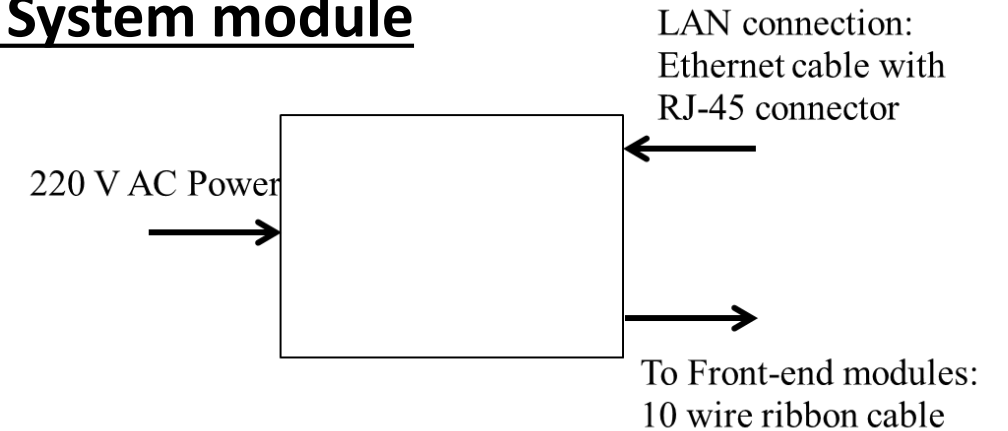 System module
LAN connection:
Ethernet cable with
RJ-45 connector
220 V AC Power
To Front-end modules:
10 wire ribbon cable